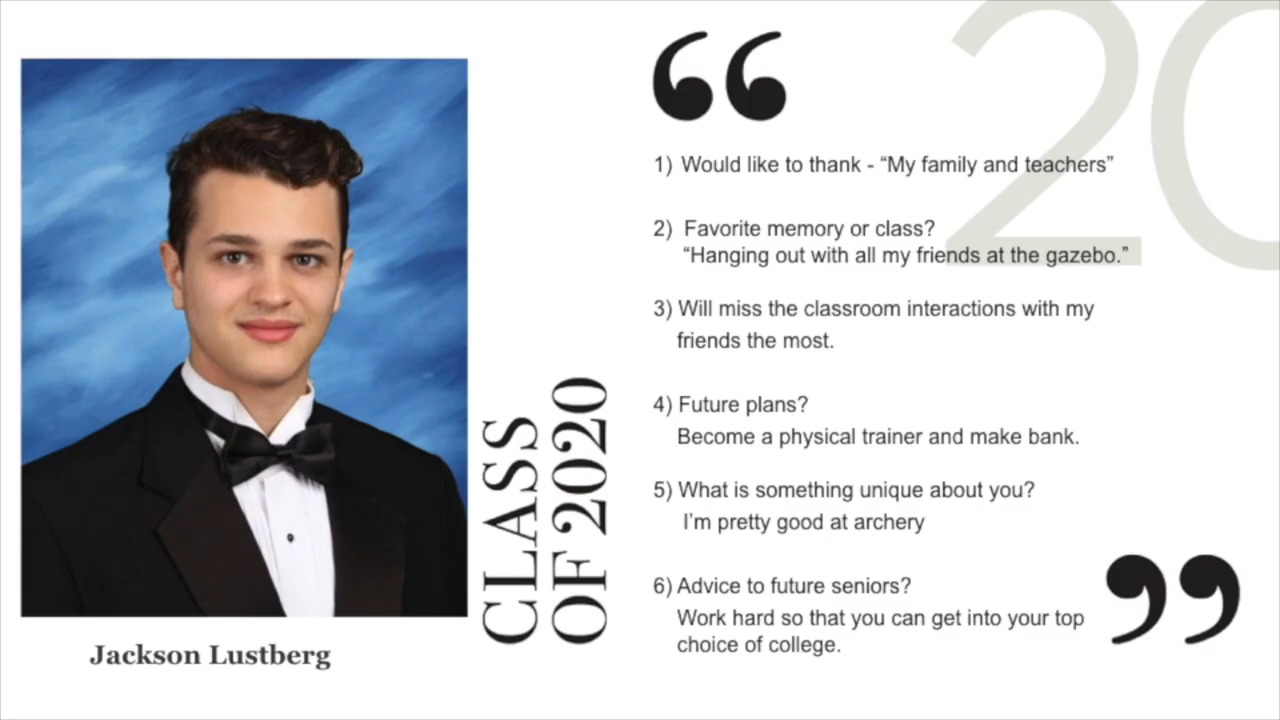 20
1) Would like to thank - “My family and teachers”
2) Favorite memory or class?
“Hanging out with all my friends at the gazebo.”
3) Will miss the classroom interactions with my
friends the most.
4) Future plans?
Become a physical trainer and make bank.
5) What is something unique about you?
I’m pretty good at archery
6) Advice to future seniors?
Work hard so that you can get into your top
choice of college.
CLASS
OF 2020
Jackson Lustberg